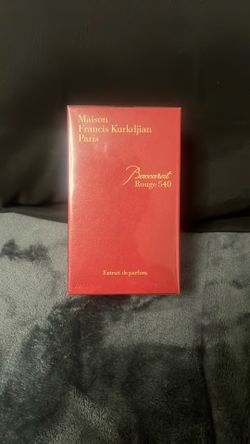 Maison
Francis Kurkdjian
Paris
Baccarat
Rouge 540
Extrait de parfum